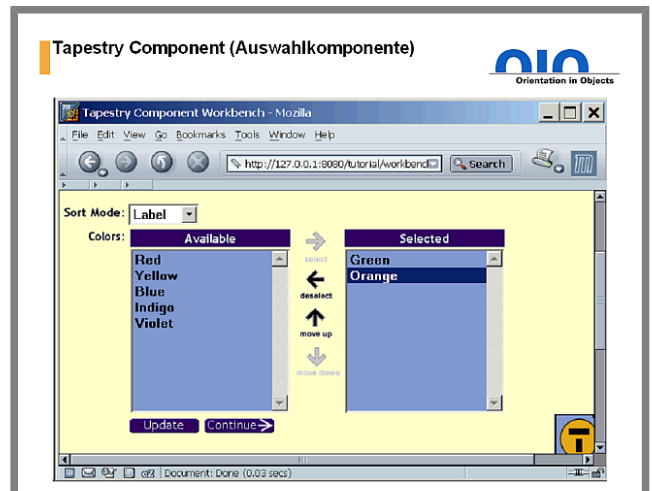 Tapestry Component (Auswahlkomponente)
OIO
Orientation in Objects
Tapestry Component Workbench - Mozilla
File Edit View Go Bookmarks Tools Window Help
http://127.0.0.1:8080/tutorial/workbend
Search
Sort Mode: Label
Colors: Available
Selected
Red
Yellow
Blue
Indigo
Violet
select
deselect
move up
move down
Green
Orange
Update Continue
T
Document: Done (0.03 secs)